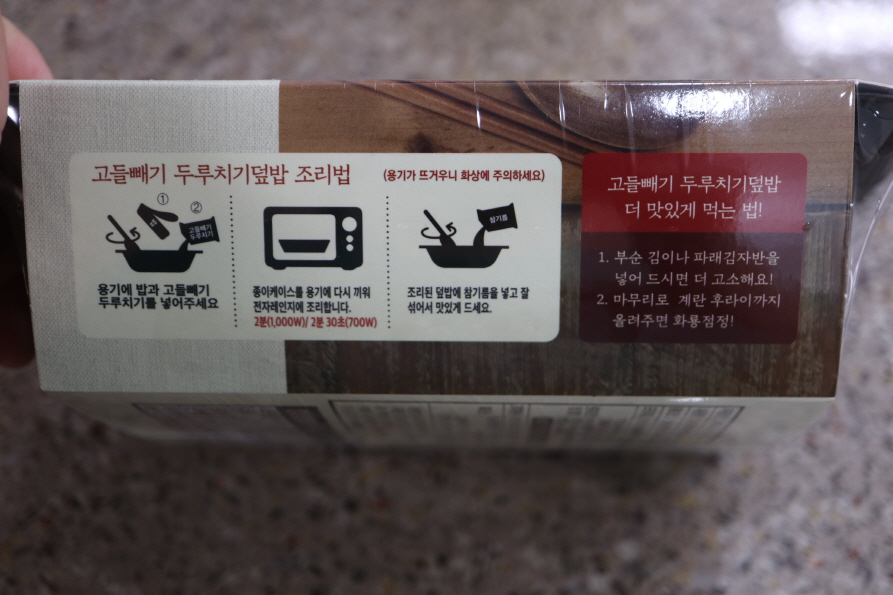 고들빼기 두루치기덮밥 조리법
(용기가 뜨거우니 화상에 주의하세요)
①
②
고들빼기
두루치기
용기에 밥과 고들빼기
두루치기를 넣어주세요
종이케이스를 용기에 다시 끼워
전자레인지에 조리합니다.
2분(1,000W)/ 2분 30초(700W)
참기름
조리된 덮밥에 참기름을 넣고 잘
섞어서 맛있게 드세요.
고들빼기 두루치기덮밥
더 맛있게 먹는 법!
1. 부순 김이나 파래김자반을
넣어 드시면 더 고소해요!
2. 마무리로 계란 후라이까지
올려주면 화룡점정!